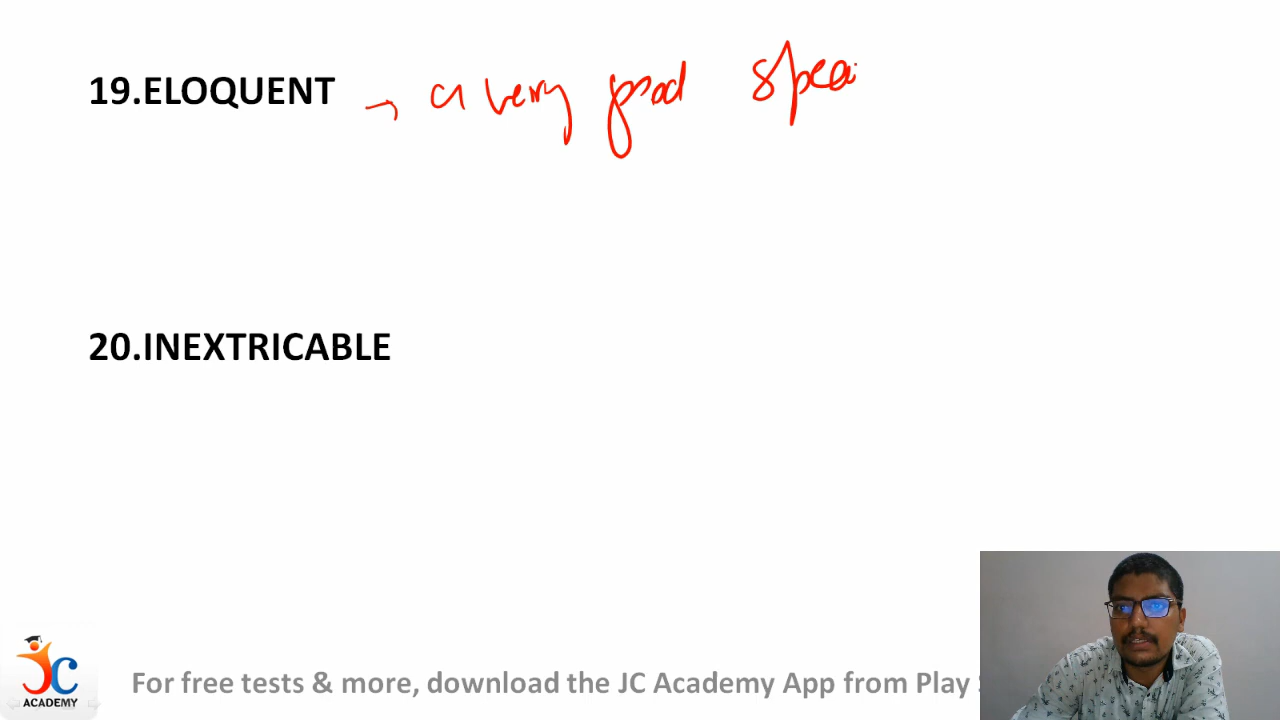 19.ELOQUENT → a very good spea
20.INEXTRICABLE
JC
ACADEMY
For free tests & more, download the JC Academy App from Play